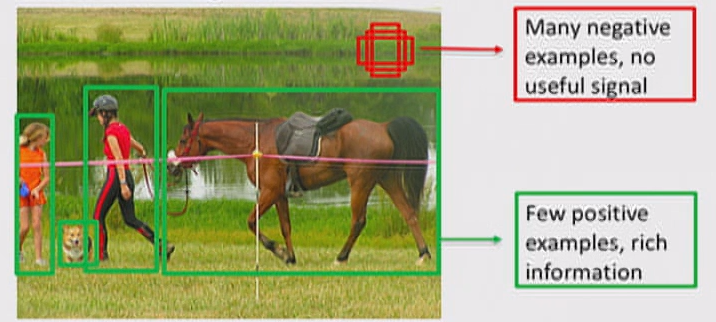 Many negative
examples, no
useful signal
Few positive
examples, rich
information